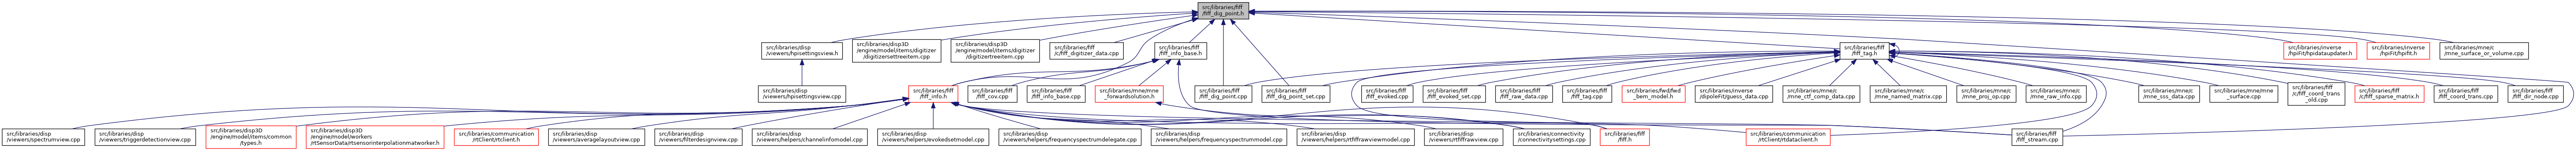 src/libraries/fiff
/fiff_dig_point.h
src/libraries/disp
/viewers/hpisettingsview.h
src/libraries/disp3D
/engine/model/items/digitizer
/digitizersettreeitem.cpp
src/libraries/disp3D
/engine/model/items/digitizer
/digitizertreeitem.cpp
src/libraries/fiff
/c/fiff_digitizer_data.cpp
src/libraries/fiff
/fiff_info_base.h
src/libraries/fiff
/fiff_tag.h
src/libraries/inverse
/hpiFit/hpidataupdater.h
src/libraries/inverse
/hpiFit/hpifit.h
src/libraries/mne/c
/mne_surface_or_volume.cpp
src/libraries/disp
/viewers/hpisettingsview.cpp
src/libraries/fiff
/fiff_info.h
src/libraries/fiff
/fiff_cov.cpp
src/libraries/fiff
/fiff_info_base.cpp
src/libraries/mne/mne
_forwardsolution.h
src/libraries/fiff
/fiff_dig_point.cpp
src/libraries/fiff
/fiff_dig_point_set.cpp
src/libraries/fiff
/fiff_evoked.cpp
src/libraries/fiff
/fiff_evoked_set.cpp
src/libraries/fiff
/fiff_raw_data.cpp
src/libraries/fiff
/fiff_tag.cpp
src/libraries/fwd/fwd
_bem_model.h
src/libraries/inverse
/dipoleFit/guess_data.cpp
src/libraries/mne/c
/mne_ctf_comp_data.cpp
src/libraries/mne/c
/mne_named_matrix.cpp
src/libraries/mne/c
/mne_proj_op.cpp
src/libraries/mne/c
/mne_raw_info.cpp
src/libraries/mne/c
/mne_sss_data.cpp
src/libraries/mne/mne
_surface.cpp
src/libraries/fiff
/c/fiff_coord_trans
_old.cpp
src/libraries/fiff
/c/fiff_sparse_matrix.h
src/libraries/fiff
/fiff_coord_trans.cpp
src/libraries/fiff
/fiff_dir_node.cpp
src/libraries/disp
/viewers/spectrumview.cpp
src/libraries/disp
/viewers/triggerdetectionview.cpp
src/libraries/disp3D
/engine/model/items/common
/types.h
src/libraries/disp3D
/engine/model/workers
/rtSensorData/rtsensorinterpolationmatworker.h
src/libraries/communication
/rtClient/rtclient.h
src/libraries/disp
/viewers/averagelayoutview.cpp
src/libraries/disp
/viewers/filterdesignview.cpp
src/libraries/disp
/viewers/helpers/channelinfomodel.cpp
src/libraries/disp
/viewers/helpers/evokedsetmodel.cpp
src/libraries/disp
/viewers/helpers/frequencyspectrumdelegate.cpp
src/libraries/disp
/viewers/helpers/frequencyspectrummodel.cpp
src/libraries/disp
/viewers/helpers/rtfiffrawviewmodel.cpp
src/libraries/disp
/viewers/rtfiffrawview.cpp
src/libraries/connectivity
/connectivitysettings.cpp
src/libraries/fiff
/fiff.h
src/libraries/communication
/rtClient/rtdataclient.h
src/libraries/fiff
/fiff_stream.cpp